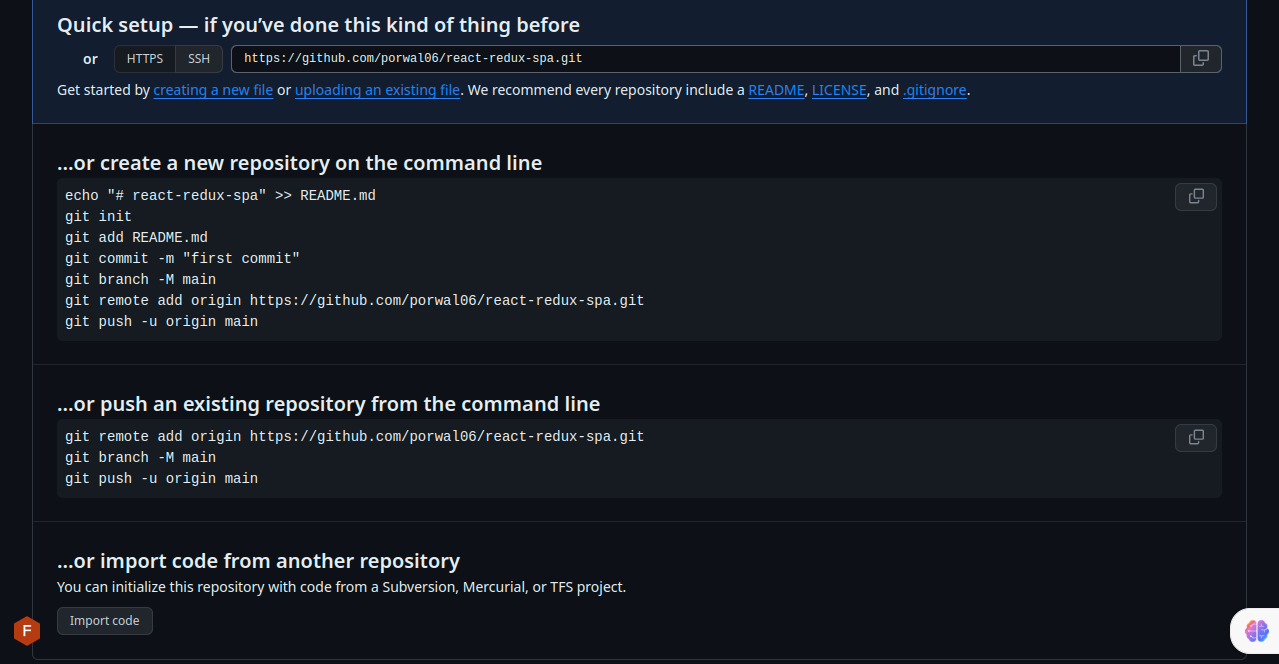 Quick setup — if you’ve done this kind of thing before
or HTTPS SSH https://github.com/porwal06/react-redux-spa.git
Get started by creating a new file or uploading an existing file. We recommend every repository include a README, LICENSE, and .gitignore.
…or create a new repository on the command line
echo "# react-redux-spa" >> README.md
git init
git add README.md
git commit -m "first commit"
git branch -M main
git remote add origin https://github.com/porwal06/react-redux-spa.git
git push -u origin main
…or push an existing repository from the command line
git remote add origin https://github.com/porwal06/react-redux-spa.git
git branch -M main
git push -u origin main
…or import code from another repository
You can initialize this repository with code from a Subversion, Mercurial, or TFS project.
Import code
F